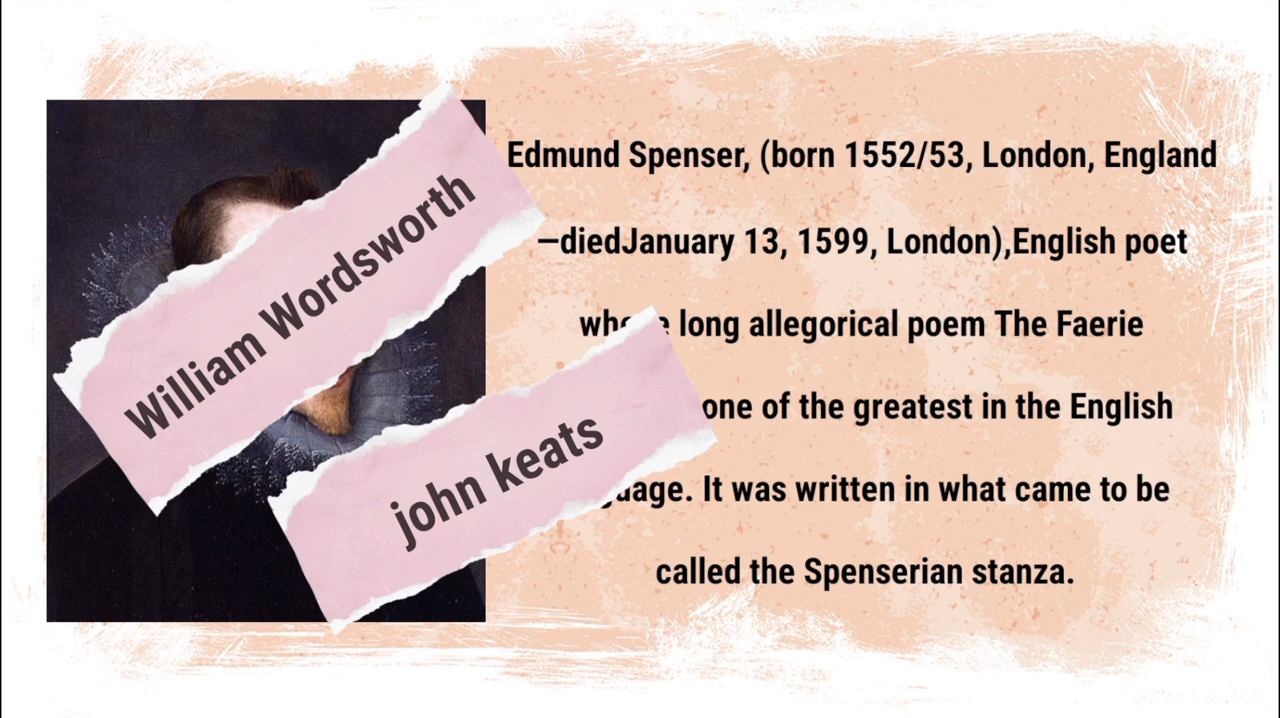 Edmund Spenser, (born 1552/53, London, England
—diedJanuary 13, 1599, London),English poet
long allegorical poem The Faerie
one of the greatest in the English
It was written in what came to be
called the Spenserian stanza.
William Wordsworth
john keats